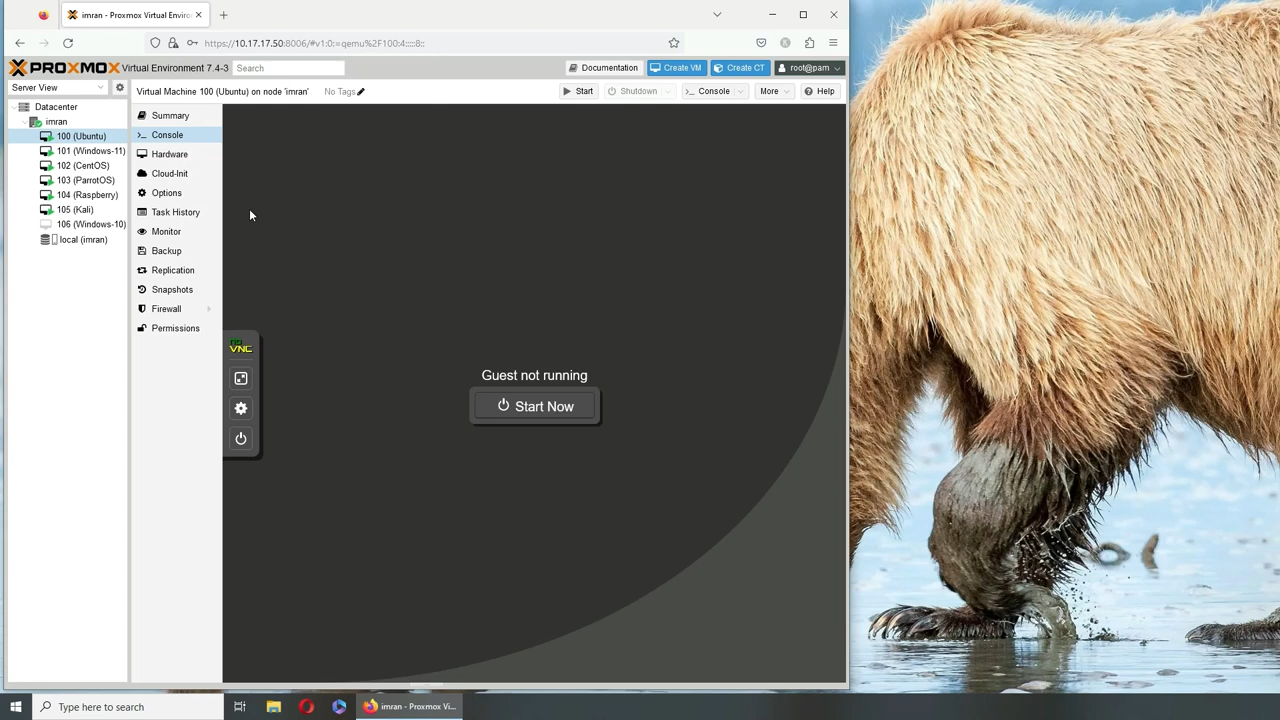 imran - Proxmox Virtual Enviro
https://10.17.17.50:8006/#v1:0:=qemu%2F100:4:::::8::
PROXMOX Virtual Environment 7.4-3 Search Documentation Create VM Create CT root@pam
Server View
Virtual Machine 100 (Ubuntu) on node 'imran' No Tags Start Shutdown Console More Help
Datacenter
imran
100 (Ubuntu)
101 (Windows-11)
102 (CentOS)
103 (ParrotOS)
104 (Raspberry)
105 (Kali)
106 (Windows-10)
local (imran)
Summary
Console
Hardware
Cloud-Init
Options
Task History
Monitor
Backup
Replication
Snapshots
Firewall
Permissions
no
VNC
Guest not running
Start Now
Type here to search
imran - Proxmox Vi...